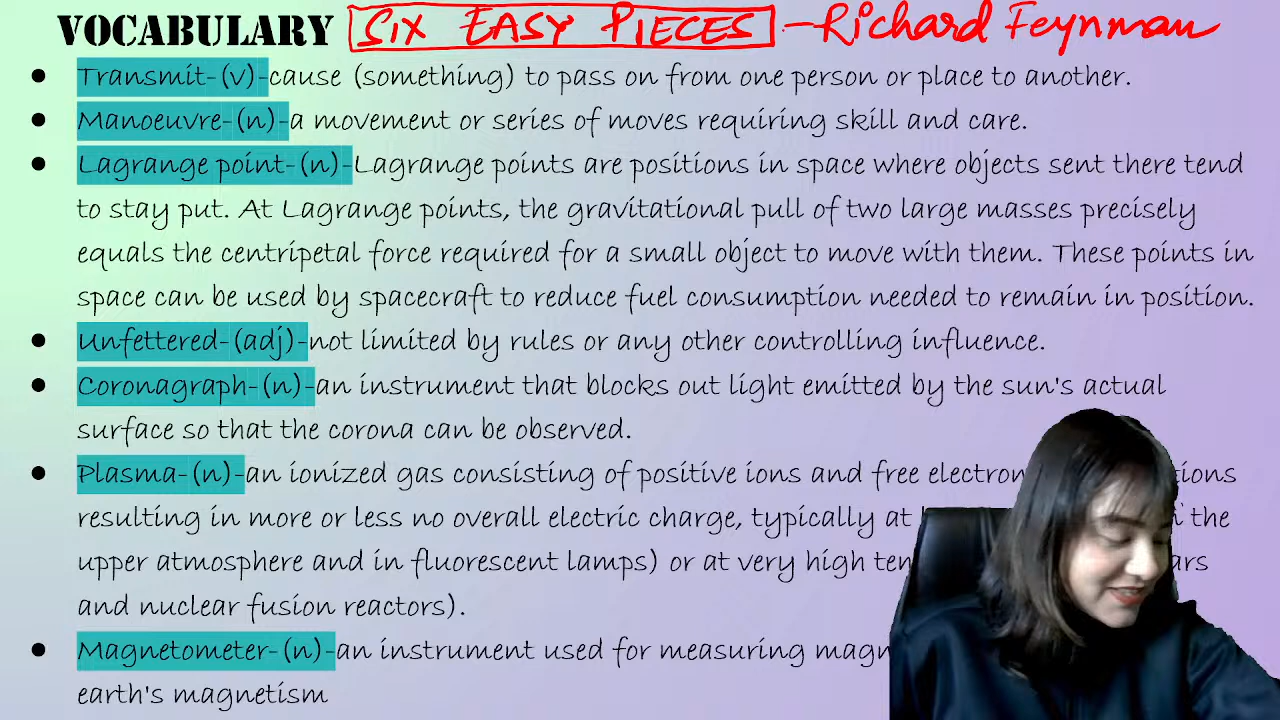 VOCABULARY SIX EASY PIECES -Richard Feynman
● Transmit-(v)-cause (something) to pass on from one person or place to another.
● Manoeuvre-(n)-a movement or series of moves requiring skill and care.
● Lagrange point-(n)-Lagrange points are positions in space where objects sent there tend
to stay put. At Lagrange points, the gravitational pull of two large masses precisely
equals the centripetal force required for a small object to move with them. These points in
space can be used by spacecraft to reduce fuel consumption needed to remain in position.
● Unfettered-(adj)-not limited by rules or any other controlling influence.
● Coronagraph-(n)-an instrument that blocks out light emitted by the sun's actual
surface so that the corona can be observed.
● Plasma-(n)-an ionized gas consisting of positive ions and free electron
resulting in more or less no overall electric charge, typically at the
upper atmosphere and in fluorescent lamps) or at very high
and nuclear fusion reactors).
● Magnetometer-(n)-an instrument used for measuring
earth's magnetism